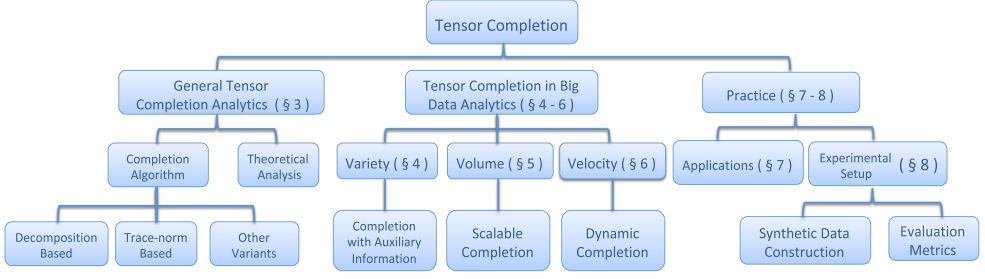 Tensor Completion
General Tensor
Completion Analytics ( § 3 )
Tensor Completion in Big
Data Analytics ( § 4 - 6 )
Practice ( § 7 - 8 )
Completion
Algorithm
Theoretical
Analysis
Variety ( § 4 )
Volume ( § 5 )
Velocity ( § 6 )
Applications ( § 7 )
Experimental
Setup
( § 8 )
Decomposition
Based
Trace-norm
Based
Other
Variants
Completion
with Auxiliary
Information
Scalable
Completion
Dynamic
Completion
Synthetic Data
Construction
Evaluation
Metrics